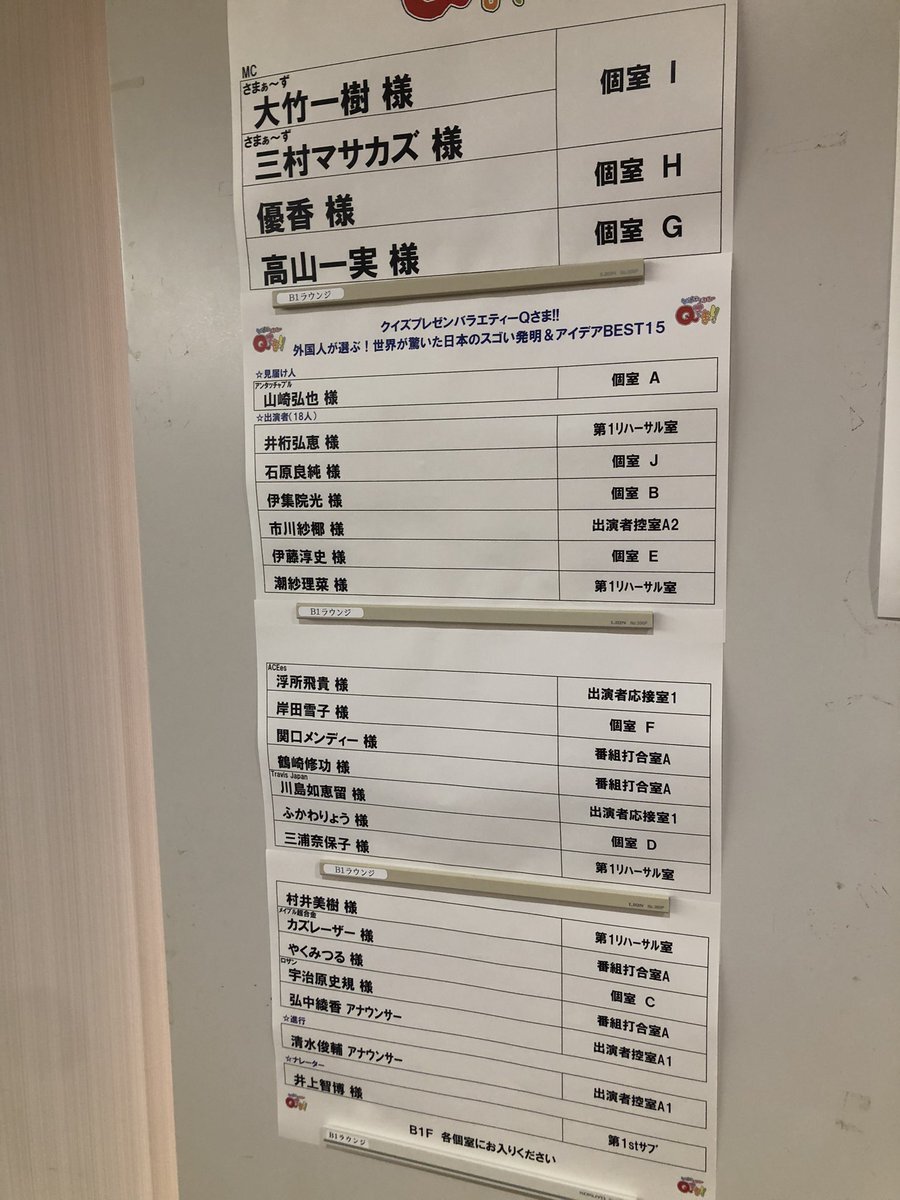 MC
さまぁ～ず
大竹一樹 様
個室 I
さまぁ～ず
三村マサカズ 様
優香 様
個室 H
高山一実 様
個室 G
B1ラウンジ
クイズプレゼンバラエティーQさま!!
外国人が選ぶ！世界が驚いた日本のスゴい発明＆アイデアBEST15
☆見届け人
アンタッチャブル
山崎弘也 様
個室 A
☆出演者(18人)
井桁弘恵 様
第1リハーサル室
石原良純 様
個室 J
伊集院光 様
個室 B
市川紗椰 様
出演者控室A2
伊藤淳史 様
個室 E
潮紗理菜 様
第1リハーサル室
B1ラウンジ
ACEes
浮所飛貴 様
出演者応接室1
岸田雪子 様
個室 F
関口メンディー 様
番組打合室A
鶴崎修功 様
番組打合室A
Travis Japan
川島如恵留 様
出演者応接室1
ふかわりょう 様
個室 D
三浦奈保子 様
第1リハーサル室
B1ラウンジ
村井美樹 様
第1リハーサル室
メイプル超合金
カズレーザー 様
番組打合室A
やくみつる 様
個室 C
ロザン
宇治原史規 様
番組打合室A
弘中綾香 アナウンサー
出演者控室A1
☆進行
清水俊輔 アナウンサー
出演者控室A1
☆ナレーター
井上智博 様
第1stサブ
B1F 各個室にお入りください
B1ラウンジ